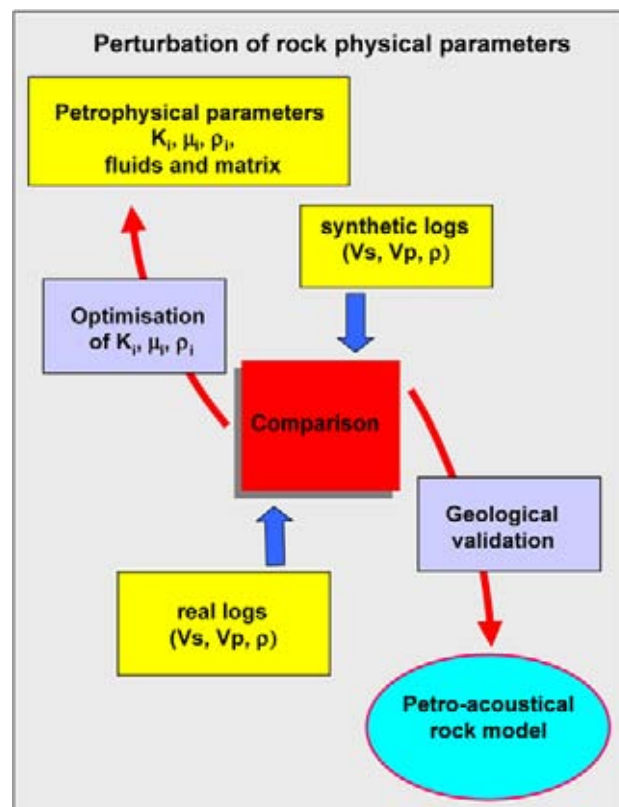 Perturbation of rock physical parameters
Petrophysical parameters
Kᵢ, μᵢ, ρᵢ,
fluids and matrix
synthetic logs
(Vs, Vp, ρ)
Optimisation
of Kᵢ, μᵢ, ρᵢ
Comparison
Geological
validation
real logs
(Vs, Vp, ρ)
Petro-acoustical
rock model